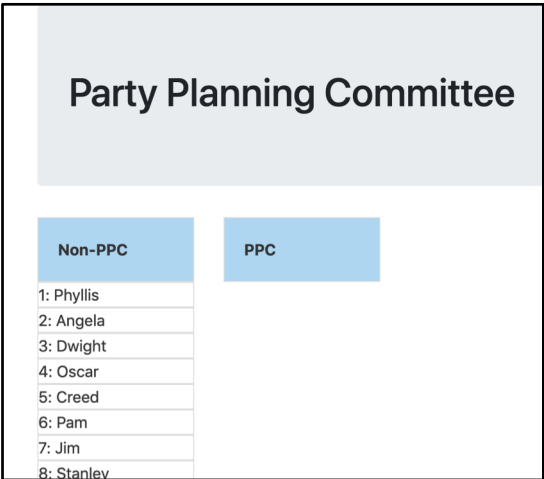 Party Planning Committee
Non-PPC
PPC
1: Phyllis
2: Angela
3: Dwight
4: Oscar
5: Creed
6: Pam
7: Jim
8: Stanley